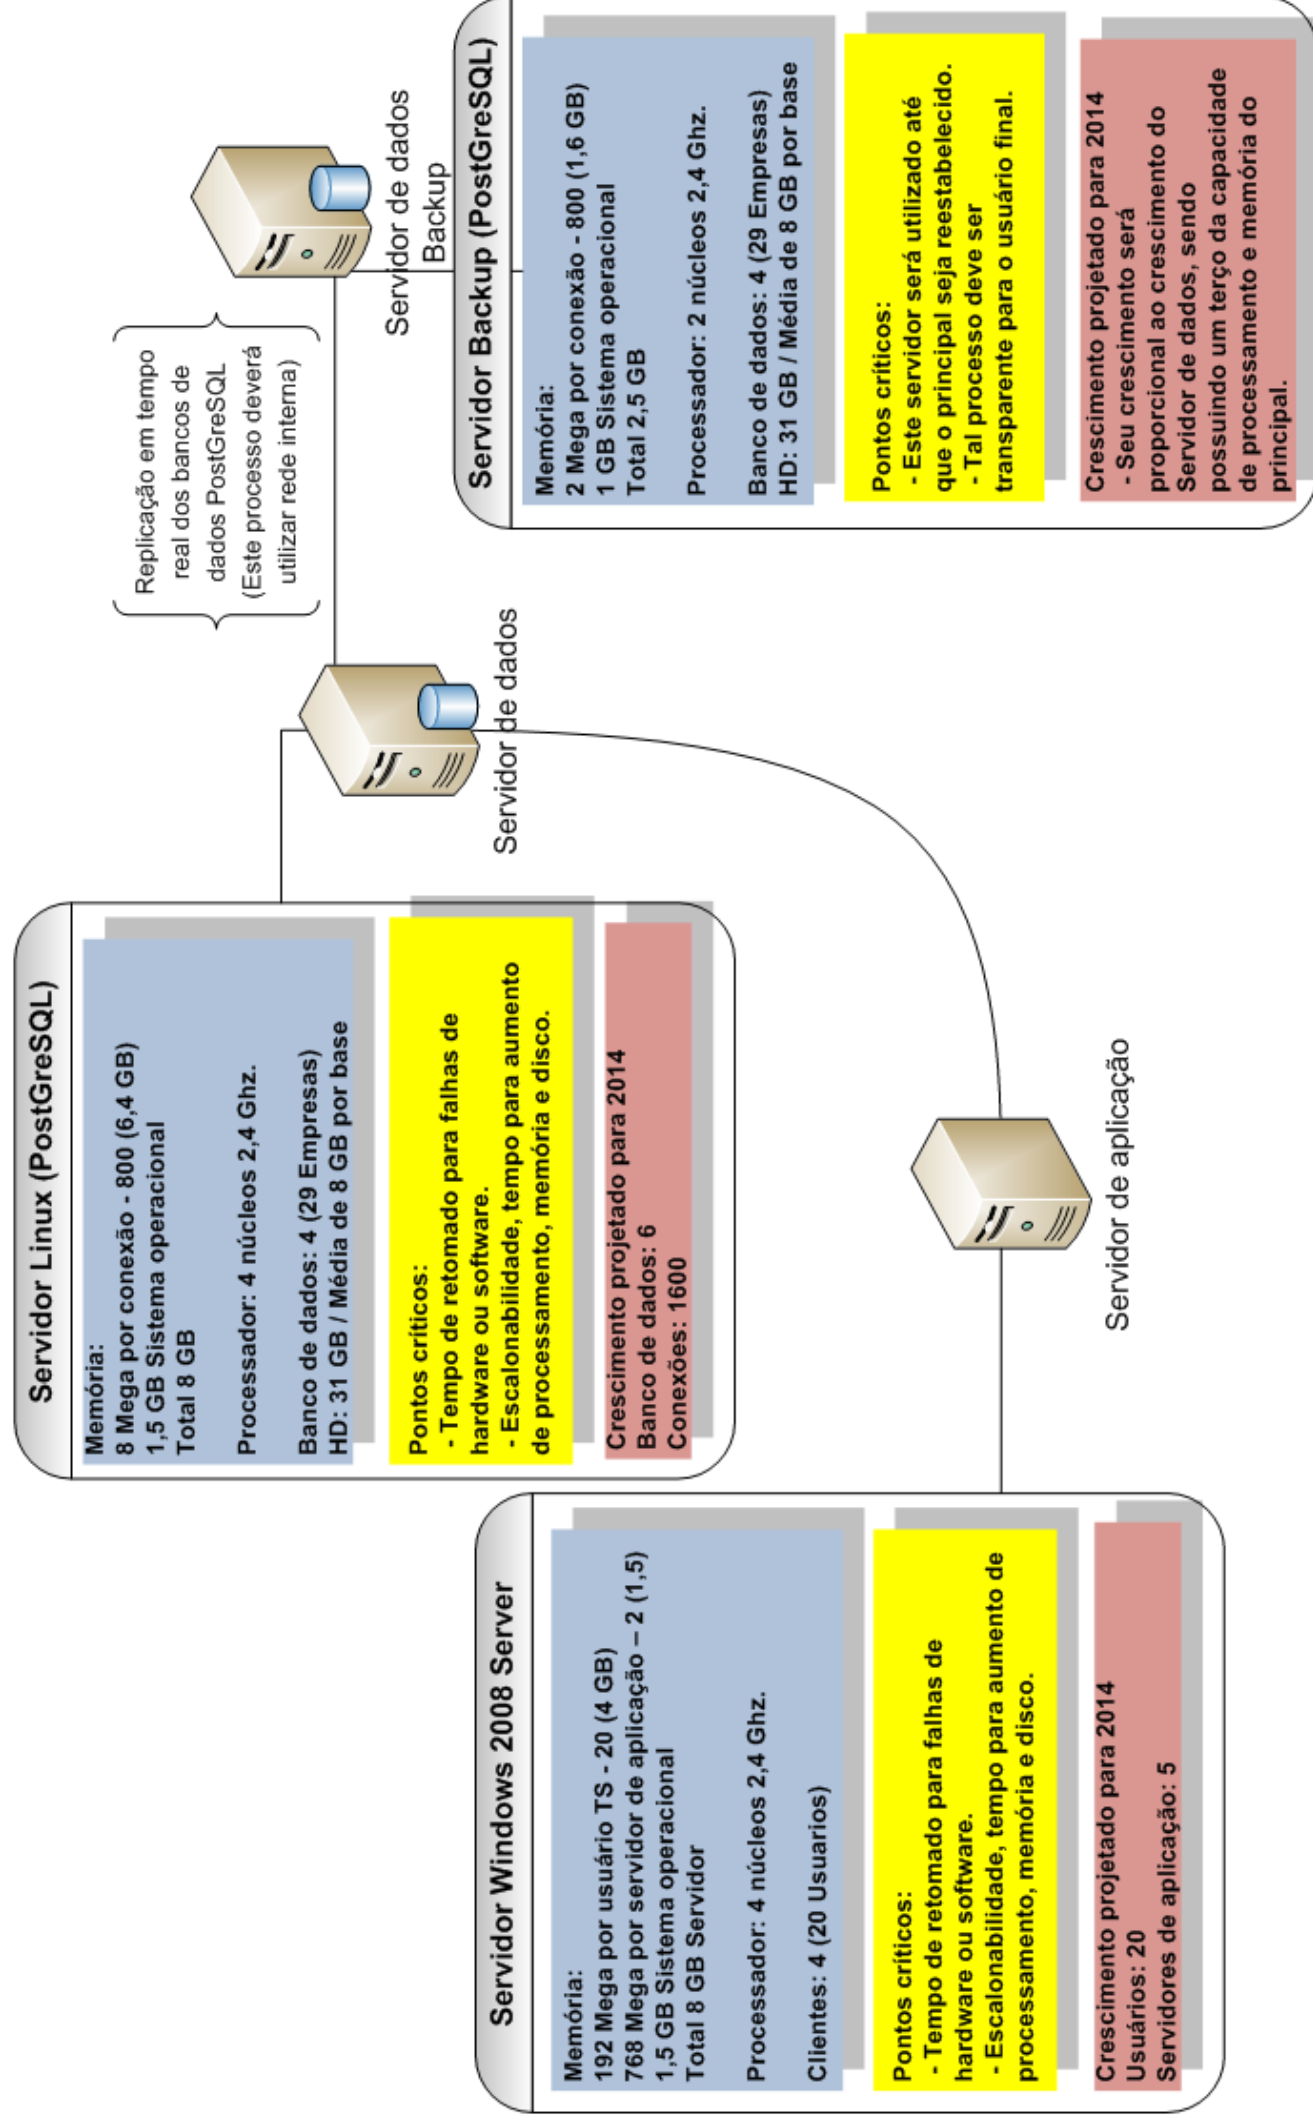 Servidor Windows 2008 Server
Memória:
192 Mega por usuário TS - 20 (4 GB)
768 Mega por servidor de aplicação – 2 (1,5)
1,5 GB Sistema operacional
Total 8 GB Servidor
Processador: 4 núcleos 2,4 Ghz.
Clientes: 4 (20 Usuarios)
Pontos críticos:
- Tempo de retomado para falhas de
hardware ou software.
- Escalonabilidade, tempo para aumento de
processamento, memória e disco.
Crescimento projetado para 2014
Usuários: 20
Servidores de aplicação: 5
Servidor Linux (PostGreSQL)
Memória:
8 Mega por conexão - 800 (6,4 GB)
1,5 GB Sistema operacional
Total 8 GB
Processador: 4 núcleos 2,4 Ghz.
Banco de dados: 4 (29 Empresas)
HD: 31 GB / Média de 8 GB por base
Pontos críticos:
- Tempo de retomado para falhas de
hardware ou software.
- Escalonabilidade, tempo para aumento
de processamento, memória e disco.
Crescimento projetado para 2014
Banco de dados: 6
Conexões: 1600
Servidor de aplicação
Servidor de dados
Replicação em tempo
real dos bancos de
dados PostGreSQL
(Este processo deverá
utilizar rede interna)
Servidor de dados
Backup
Servidor Backup (PostGreSQL)
Memória:
2 Mega por conexão - 800 (1,6 GB)
1 GB Sistema operacional
Total 2,5 GB
Processador: 2 núcleos 2,4 Ghz.
Banco de dados: 4 (29 Empresas)
HD: 31 GB / Média de 8 GB por base
Pontos críticos:
- Este servidor será utilizado até
que o principal seja reestabelecido.
- Tal processo deve ser
transparente para o usuário final.
Crescimento projetado para 2014
- Seu crescimento será
proporcional ao crescimento do
Servidor de dados, sendo
possuindo um terço da capacidade
de processamento e memória do
principal.